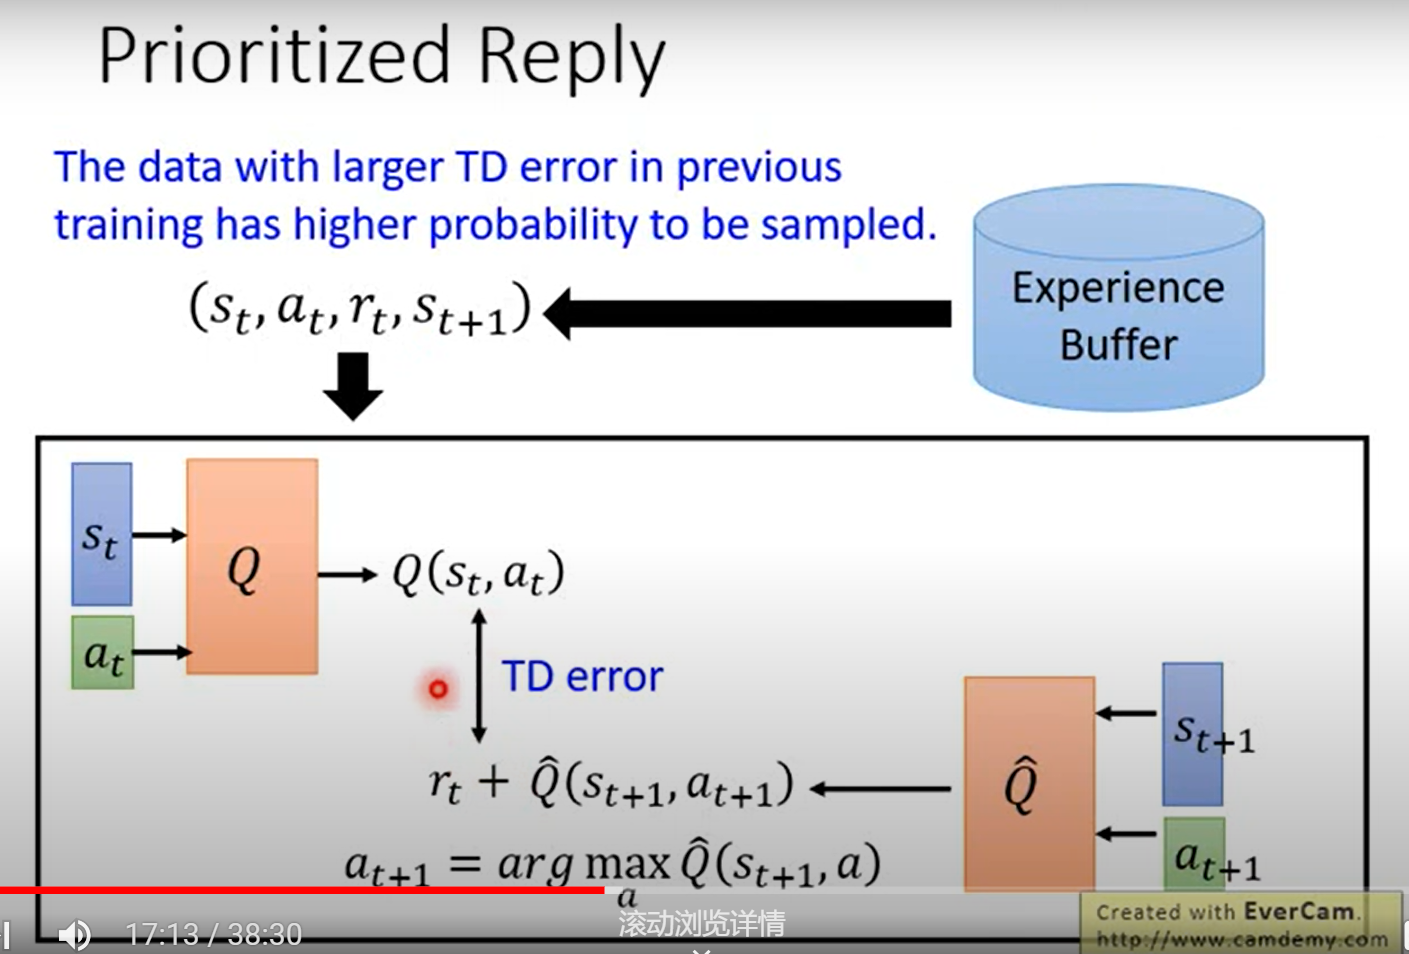 Prioritized Reply
The data with larger TD error in previous
training has higher probability to be sampled.
(s_t, a_t, r_t, s_{t+1})
Experience
Buffer
s_t
Q
Q(s_t, a_t)
a_t
TD error
s_{t+1}
r_t + Q̂(s_{t+1}, a_{t+1})
Q̂
a_{t+1} = arg max_a Q̂(s_{t+1}, a)
a_{t+1}
17:13 / 38:30
滚动浏览详情
Created with EverCam.
http://www.camdemy.com